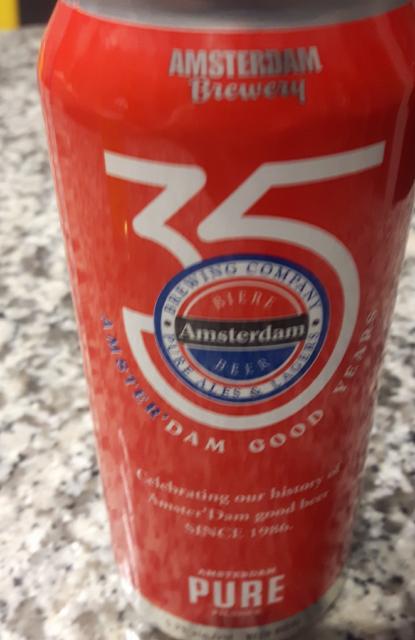 AMSTERDAM
Brewery
35
BREWING COMPANY
BIERE
Amsterdam
BEER
PURE ALES & LAGERS
AMSTER'DAM GOOD YEARS
Celebrating our history of
Amster'Dam good beer
SINCE 1986.
AMSTERDAM
PURE